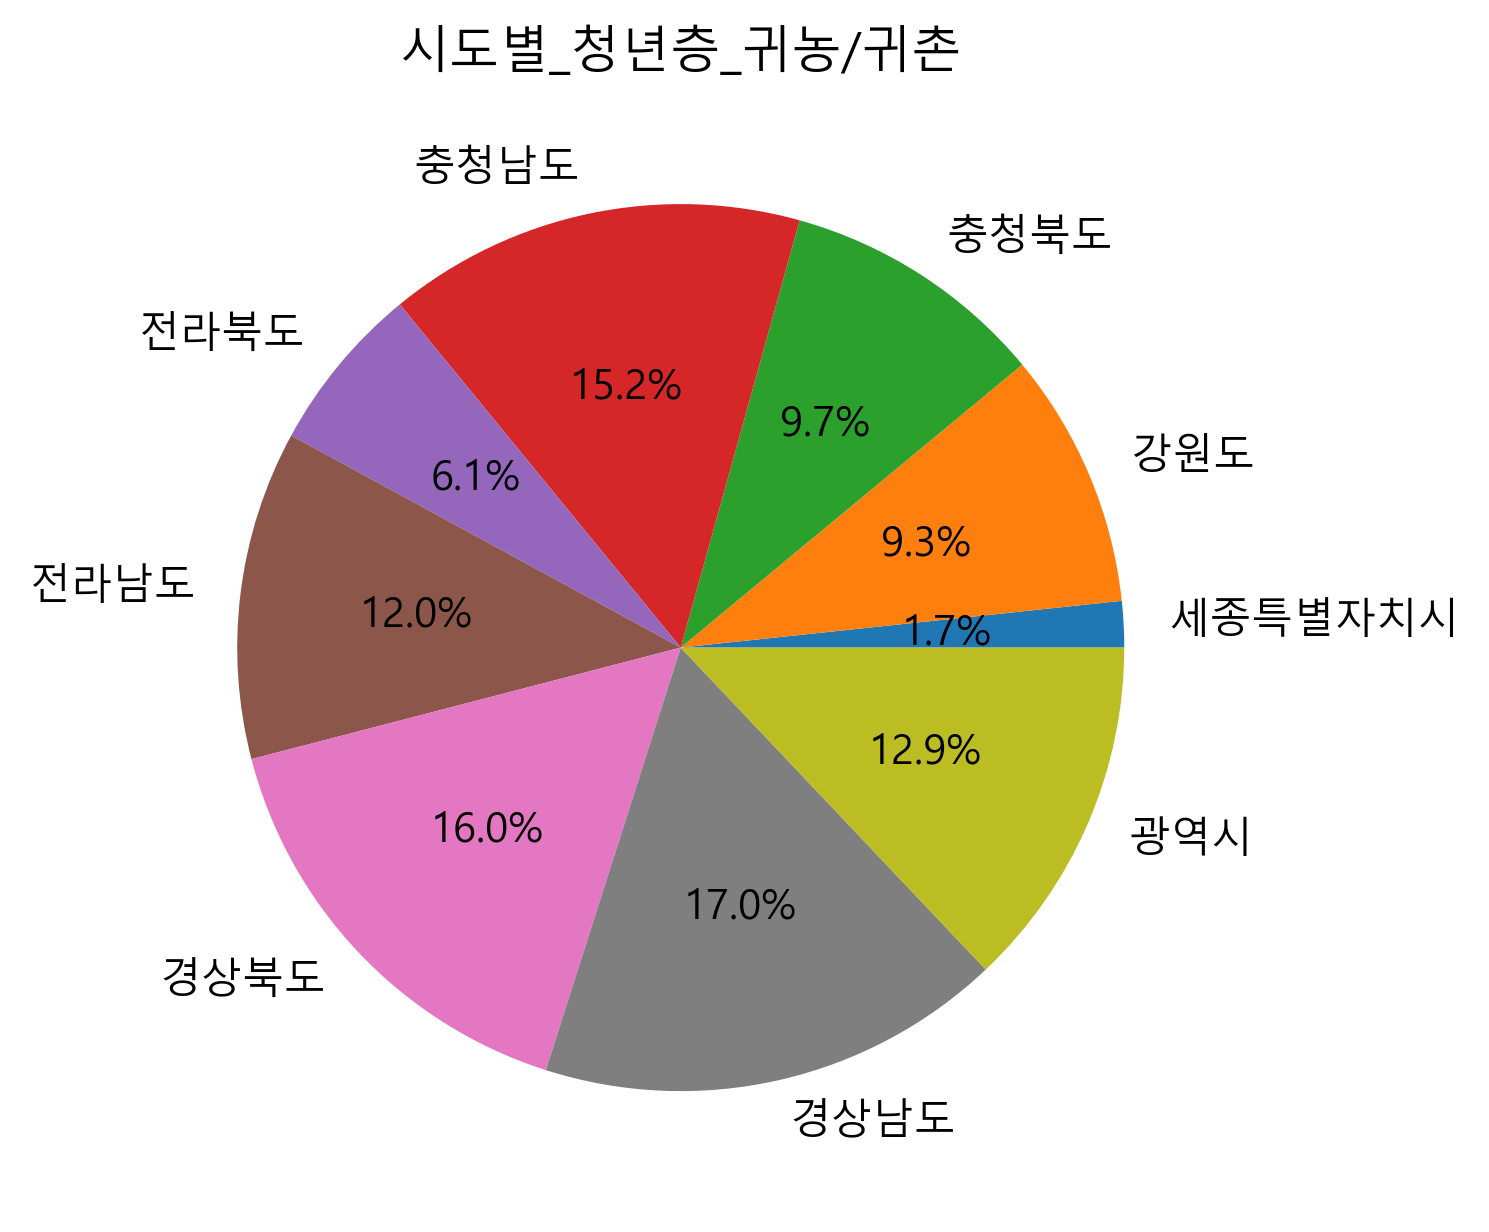 시도별_청년층_귀농/귀촌
충청남도
충청북도
전라북도
15.2%
9.7%
강원도
6.1%
9.3%
전라남도
12.0%
1.7%
세종특별자치시
12.9%
16.0%
광역시
17.0%
경상북도
경상남도